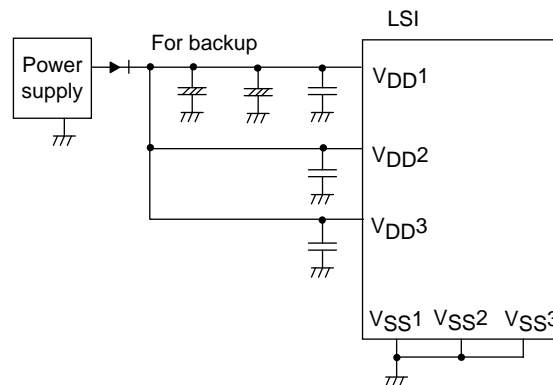 LSI
For backup
Power
supply
VDD1
VDD2
VDD3
VSS1 VSS2 VSS3